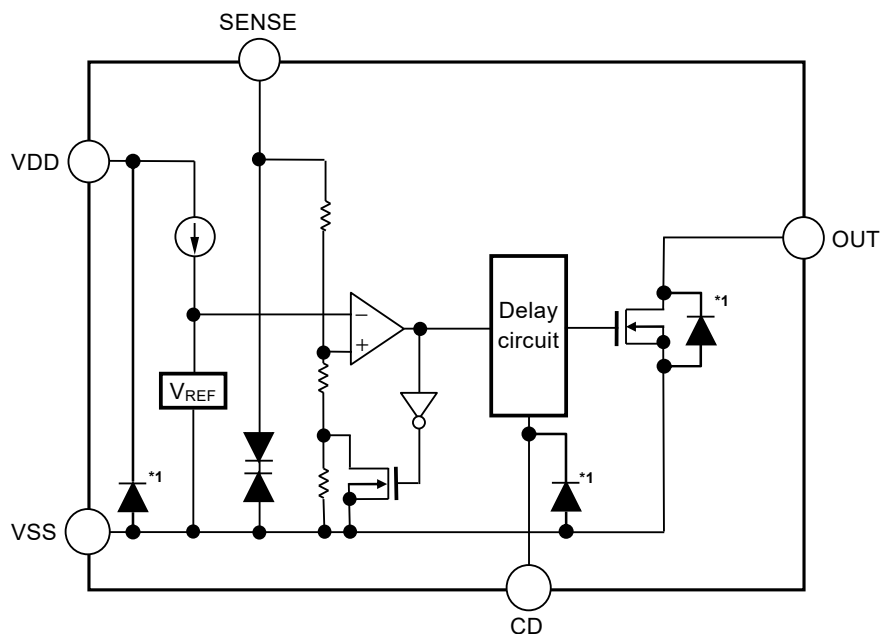 SENSE
VDD
OUT
*1
Delay
circuit
−
+
VREF
*1
*1
VSS
CD